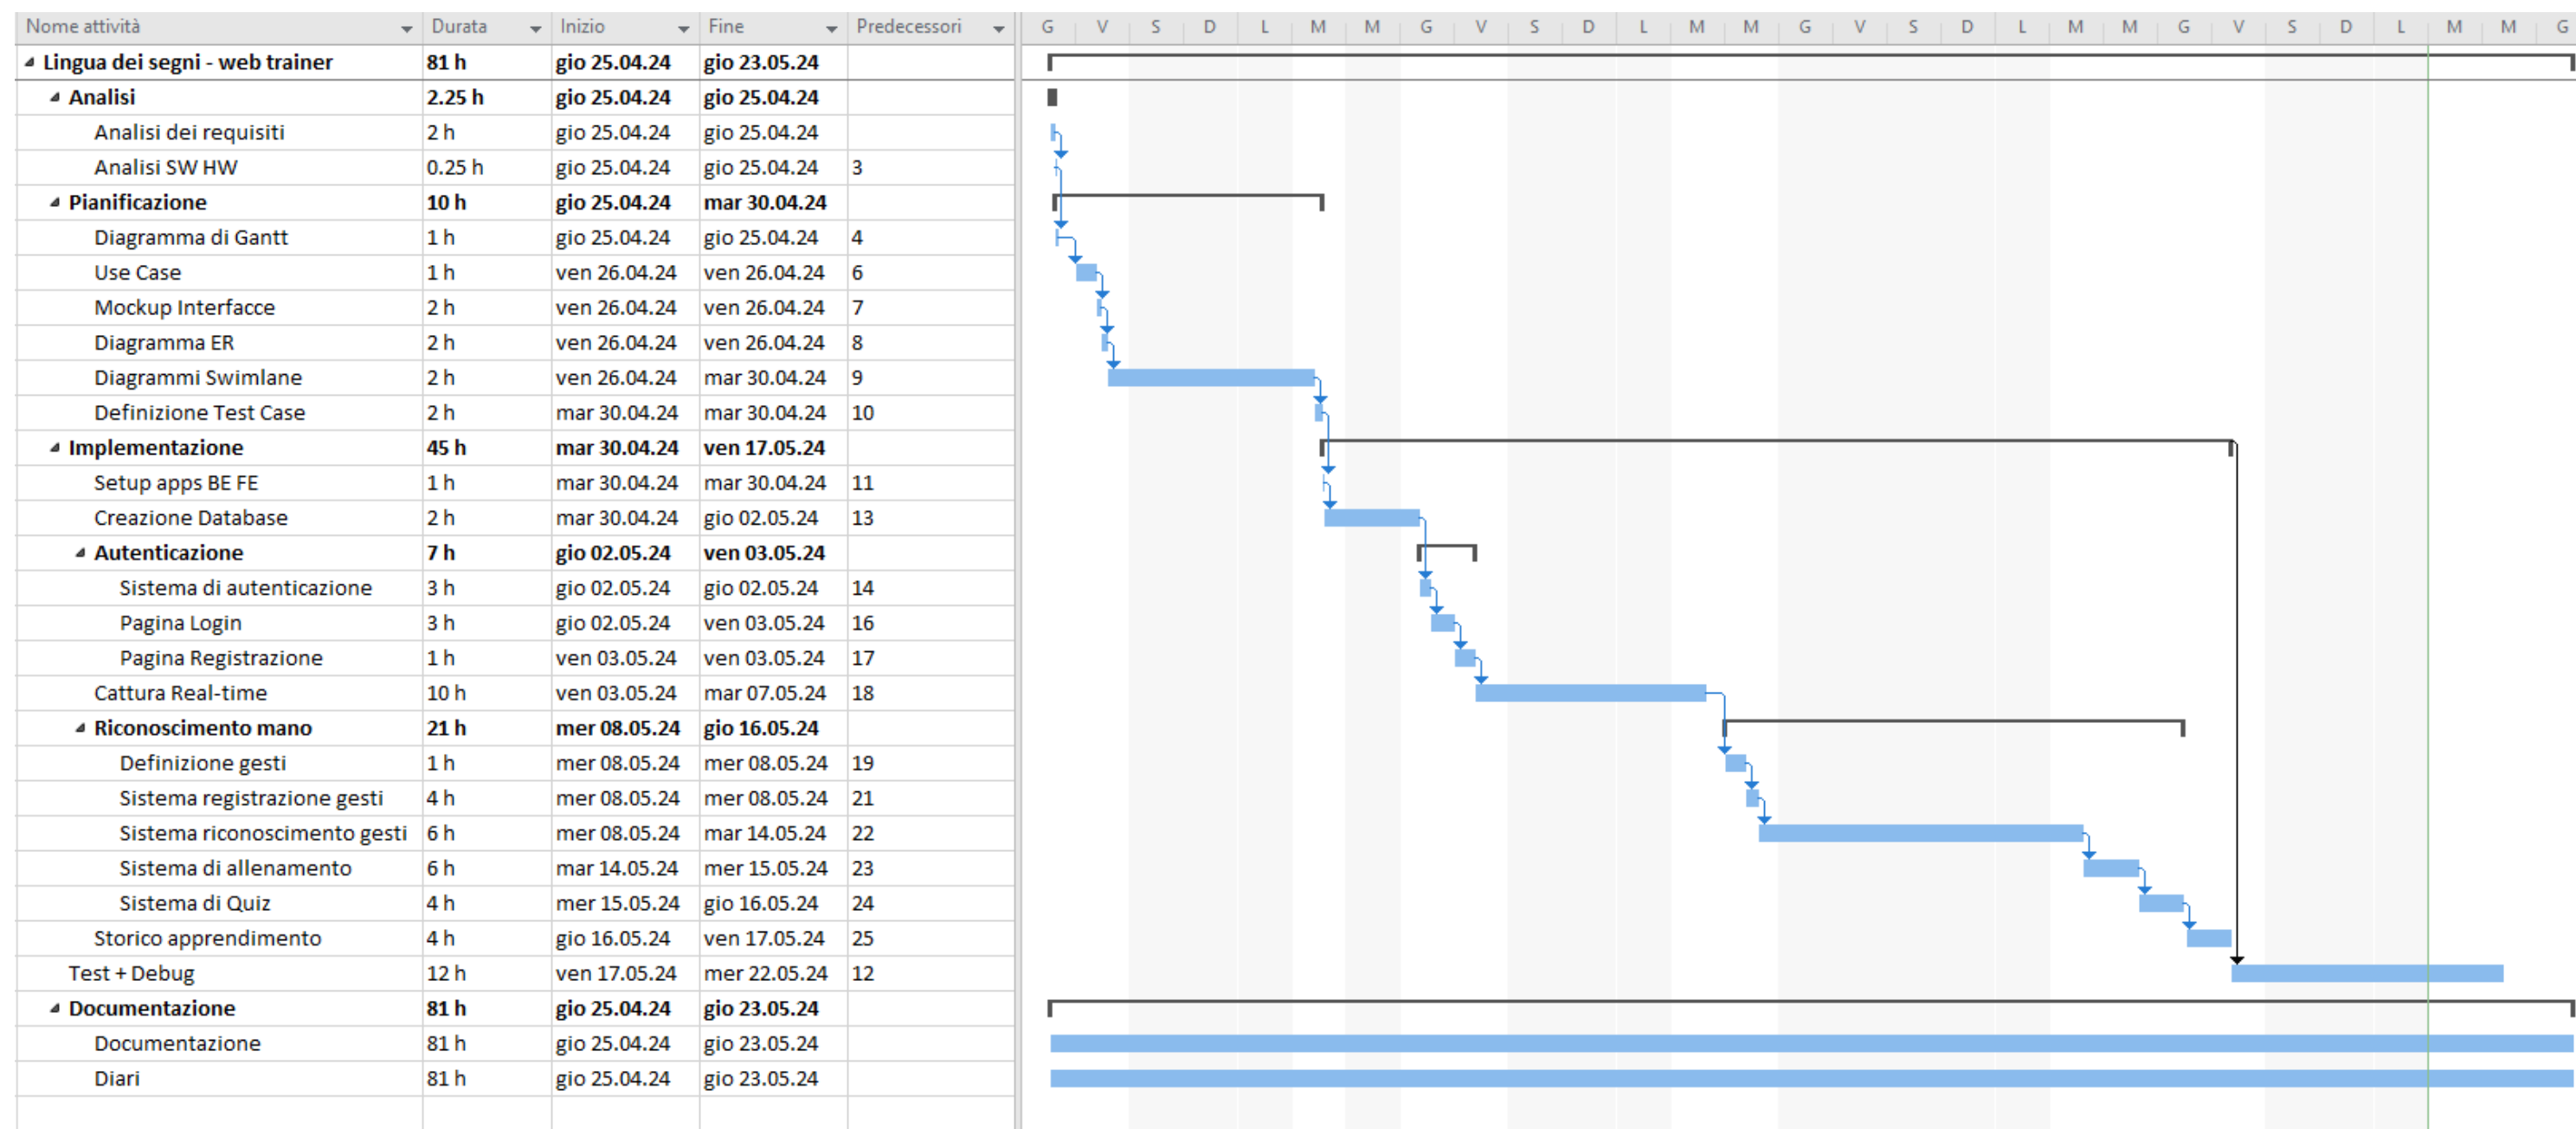 Nome attività Durata Inizio Fine Predecessori G V S D L M M G V S D L M M G V S D L M M G V S D L M M G
Lingua dei segni - web trainer 81 h gio 25.04.24 gio 23.05.24
Analisi 2.25 h gio 25.04.24 gio 25.04.24
Analisi dei requisiti 2 h gio 25.04.24 gio 25.04.24
Analisi SW HW 0.25 h gio 25.04.24 gio 25.04.24 3
Pianificazione 10 h gio 25.04.24 mar 30.04.24
Diagramma di Gantt 1 h gio 25.04.24 gio 25.04.24 4
Use Case 1 h ven 26.04.24 ven 26.04.24 6
Mockup Interfacce 2 h ven 26.04.24 ven 26.04.24 7
Diagramma ER 2 h ven 26.04.24 ven 26.04.24 8
Diagrammi Swimlane 2 h ven 26.04.24 mar 30.04.24 9
Definizione Test Case 2 h mar 30.04.24 mar 30.04.24 10
Implementazione 45 h mar 30.04.24 ven 17.05.24
Setup apps BE FE 1 h mar 30.04.24 mar 30.04.24 11
Creazione Database 2 h mar 30.04.24 gio 02.05.24 13
Autenticazione 7 h gio 02.05.24 ven 03.05.24
Sistema di autenticazione 3 h gio 02.05.24 gio 02.05.24 14
Pagina Login 3 h gio 02.05.24 ven 03.05.24 16
Pagina Registrazione 1 h ven 03.05.24 ven 03.05.24 17
Cattura Real-time 10 h ven 03.05.24 mar 07.05.24 18
Riconoscimento mano 21 h mer 08.05.24 gio 16.05.24
Definizione gesti 1 h mer 08.05.24 mer 08.05.24 19
Sistema registrazione gesti 4 h mer 08.05.24 mer 08.05.24 21
Sistema riconoscimento gesti 6 h mer 08.05.24 mar 14.05.24 22
Sistema di allenamento 6 h mar 14.05.24 mer 15.05.24 23
Sistema di Quiz 4 h mer 15.05.24 gio 16.05.24 24
Storico apprendimento 4 h gio 16.05.24 ven 17.05.24 25
Test + Debug 12 h ven 17.05.24 mer 22.05.24 12
Documentazione 81 h gio 25.04.24 gio 23.05.24
Documentazione 81 h gio 25.04.24 gio 23.05.24
Diari 81 h gio 25.04.24 gio 23.05.24